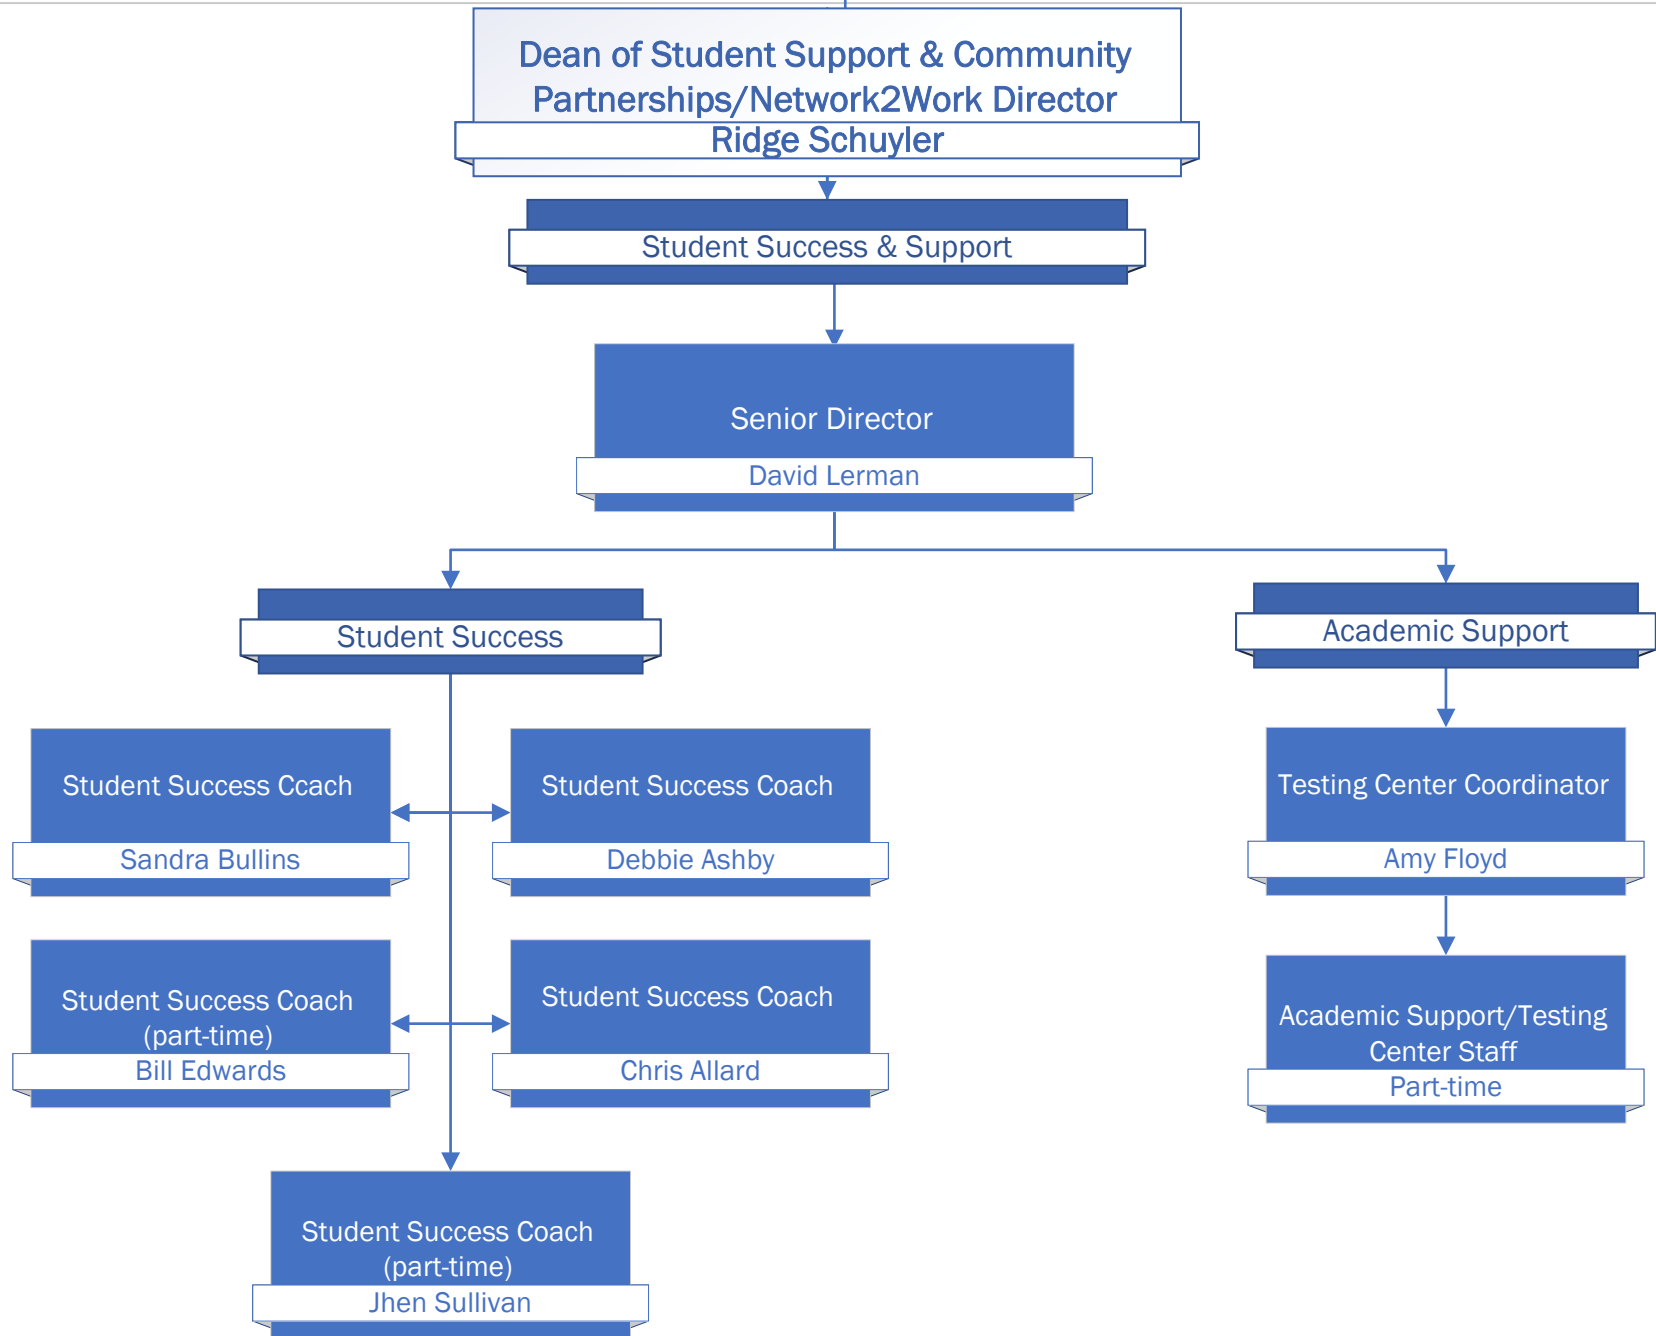 Dean of Student Support & Community
Partnerships/Network2Work Director
Ridge Schuyler
Student Success & Support
Senior Director
David Lerman
Student Success
Academic Support
Student Success Ccach
Sandra Bullins
Student Success Coach
Debbie Ashby
Testing Center Coordinator
Amy Floyd
Student Success Coach
(part-time)
Bill Edwards
Student Success Coach
Chris Allard
Academic Support/Testing
Center Staff
Part-time
Student Success Coach
(part-time)
Jhen Sullivan